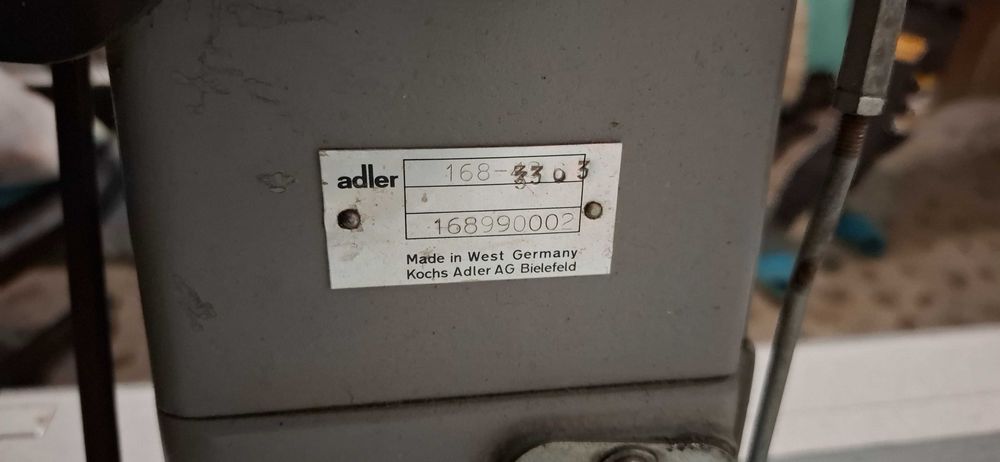 adler
168-
168990002
Made in West Germany
Kochs Adler AG Bielefeld